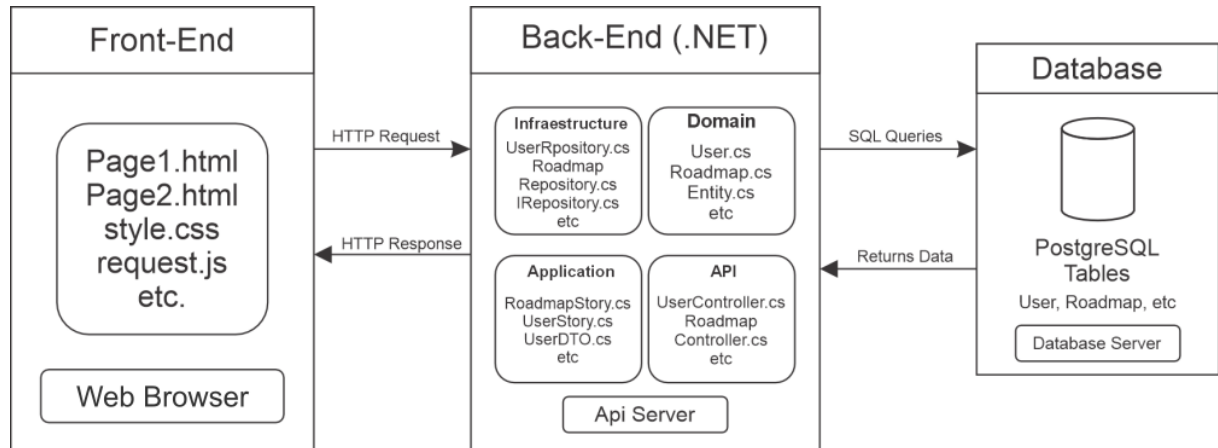 Front-End
Page1.html
Page2.html
style.css
request.js
etc.
Web Browser
HTTP Request
HTTP Response
Back-End (.NET)
Infraestructure
UserRpository.cs
Roadmap
Repository.cs
IRepository.cs
etc
Domain
User.cs
Roadmap.cs
Entity.cs
etc
Application
RoadmapStory.cs
UserStory.cs
UserDTO.cs
etc
API
UserController.cs
Roadmap
Controller.cs
etc
Api Server
SQL Queries
Returns Data
Database
PostgreSQL
Tables
User, Roadmap, etc
Database Server